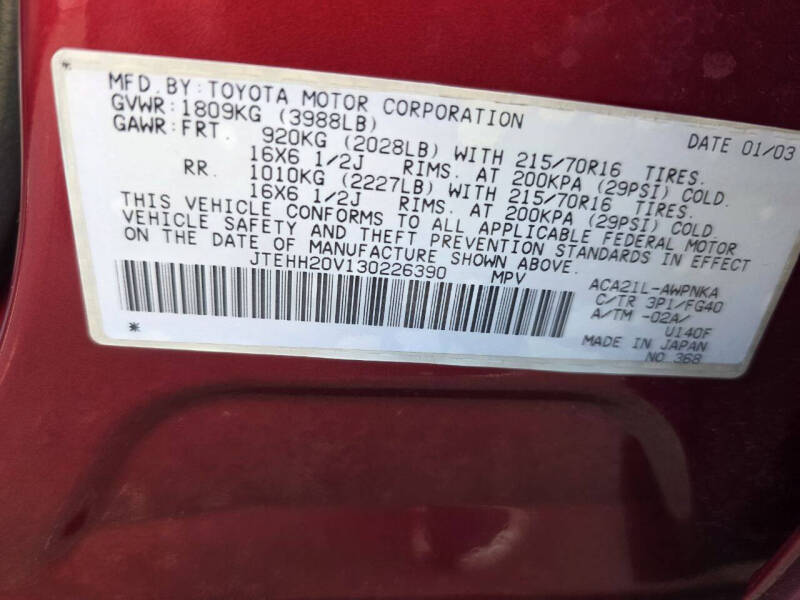 MFD. BY: TOYOTA MOTOR CORPORATION DATE 01/03
GVWR: 1809KG (3988LB)
GAWR: FRT. 920KG (2028LB) WITH 215/70R16 TIRES.
16X6 1/2J RIMS. AT 200KPA (29PSI) COLD.
RR. 1010KG (2227LB) WITH 215/70R16 TIRES.
16X6 1/2J RIMS. AT 200KPA (29PSI) COLD.
THIS VEHICLE CONFORMS TO ALL APPLICABLE FEDERAL MOTOR
VEHICLE SAFETY AND THEFT PREVENTION STANDARDS IN EFFECT
ON THE DATE OF MANUFACTURE SHOWN ABOVE.
JTEHH20V130226390 MPV
ACA21L-AWPNKA
C/TR 3P1/FG40
A/TM -02A/
U140F
MADE IN JAPAN
NO 368